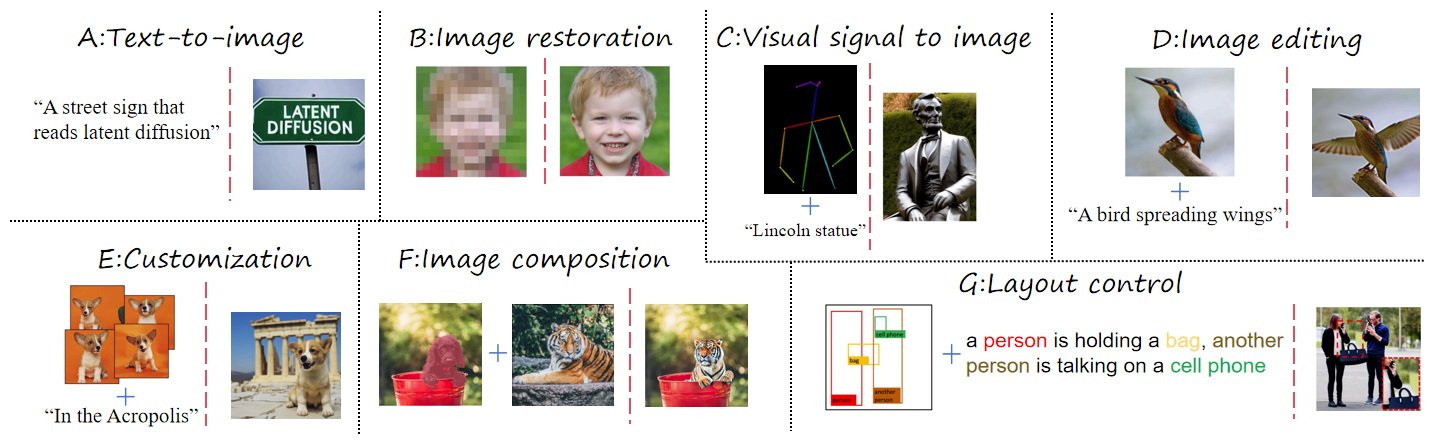 A:Text-to-image
“A street sign that
reads latent diffusion”
LATENT
DIFFUSION
B:Image restoration
C:Visual signal to image
“Lincoln statue”
D:Image editing
“A bird spreading wings”
E:Customization
“In the Acropolis”
F:Image composition
G:Layout control
cell phone
bag
person
another
person
a person is holding a bag, another
person is talking on a cell phone